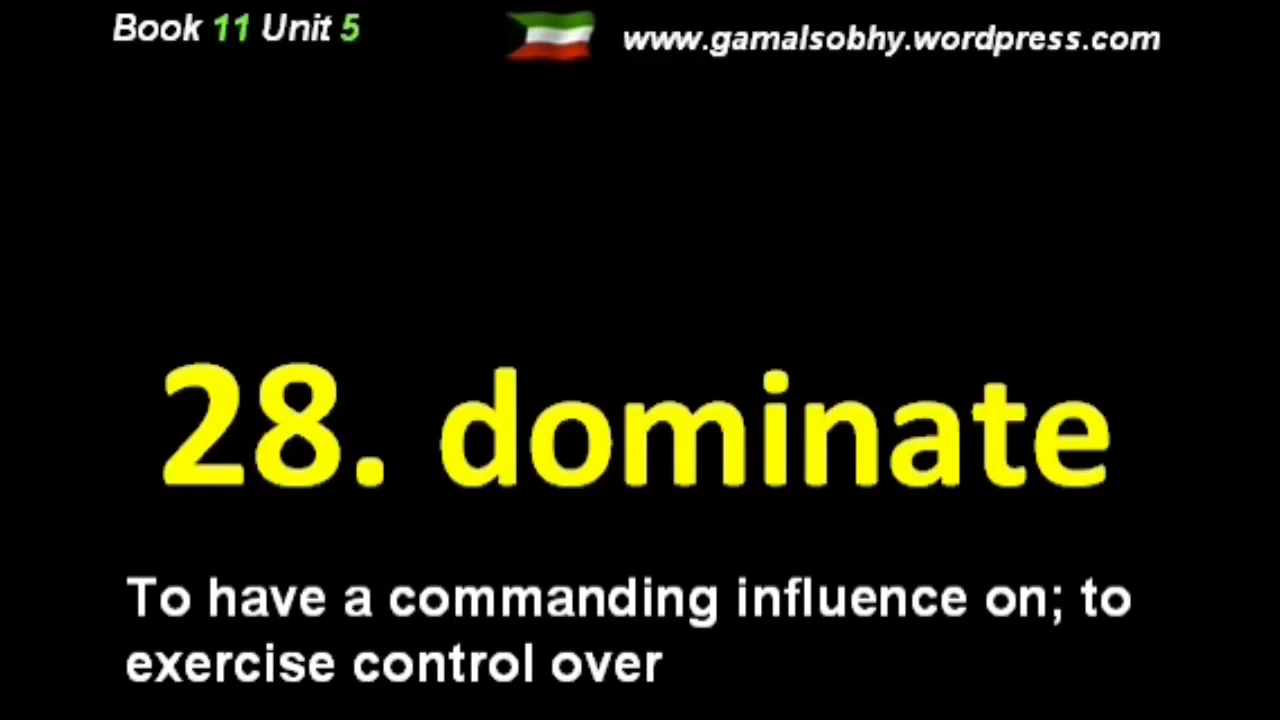 Book 11 Unit 5
www.gamalsobhy.wordpress.com
28. dominate
To have a commanding influence on; to
exercise control over